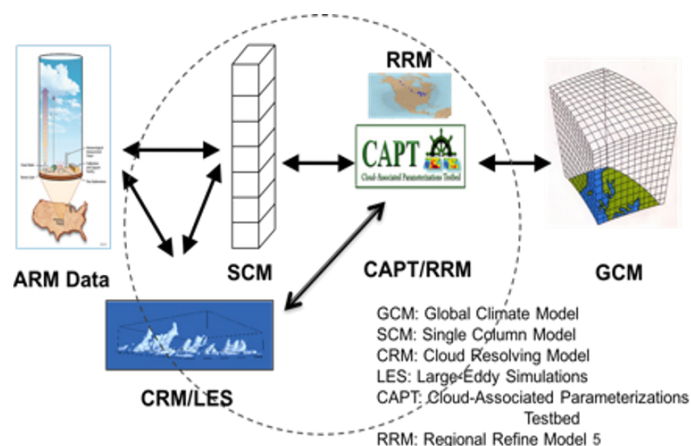 RRM
CAPT
Cloud-Associated Parameterizations Testbed
ARM Data
SCM
CAPT/RRM
GCM
CRM/LES
GCM: Global Climate Model
SCM: Single Column Model
CRM: Cloud Resolving Model
LES: Large-Eddy Simulations
CAPT: Cloud-Associated Parameterizations
Testbed
RRM: Regional Refine Model 5